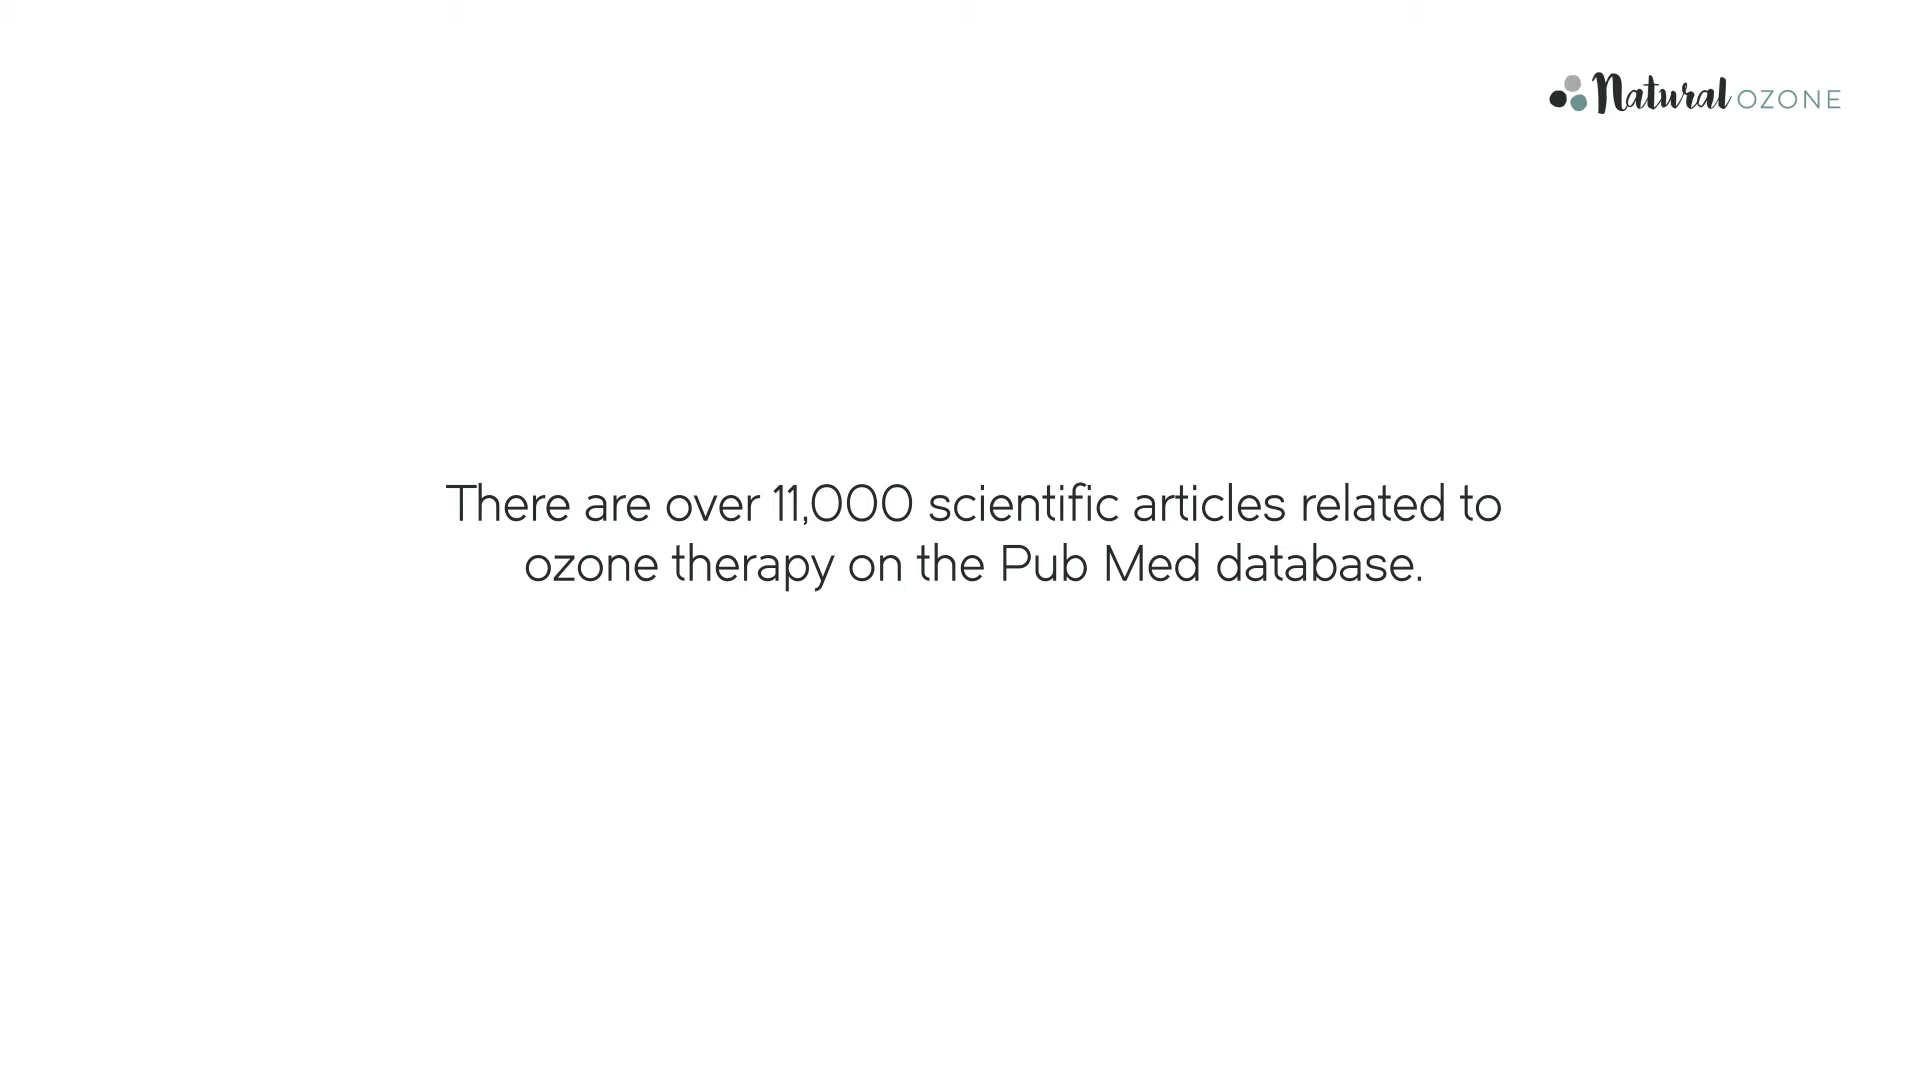 Natural OZONE
There are over 11,000 scientific articles related to
ozone therapy on the Pub Med database.